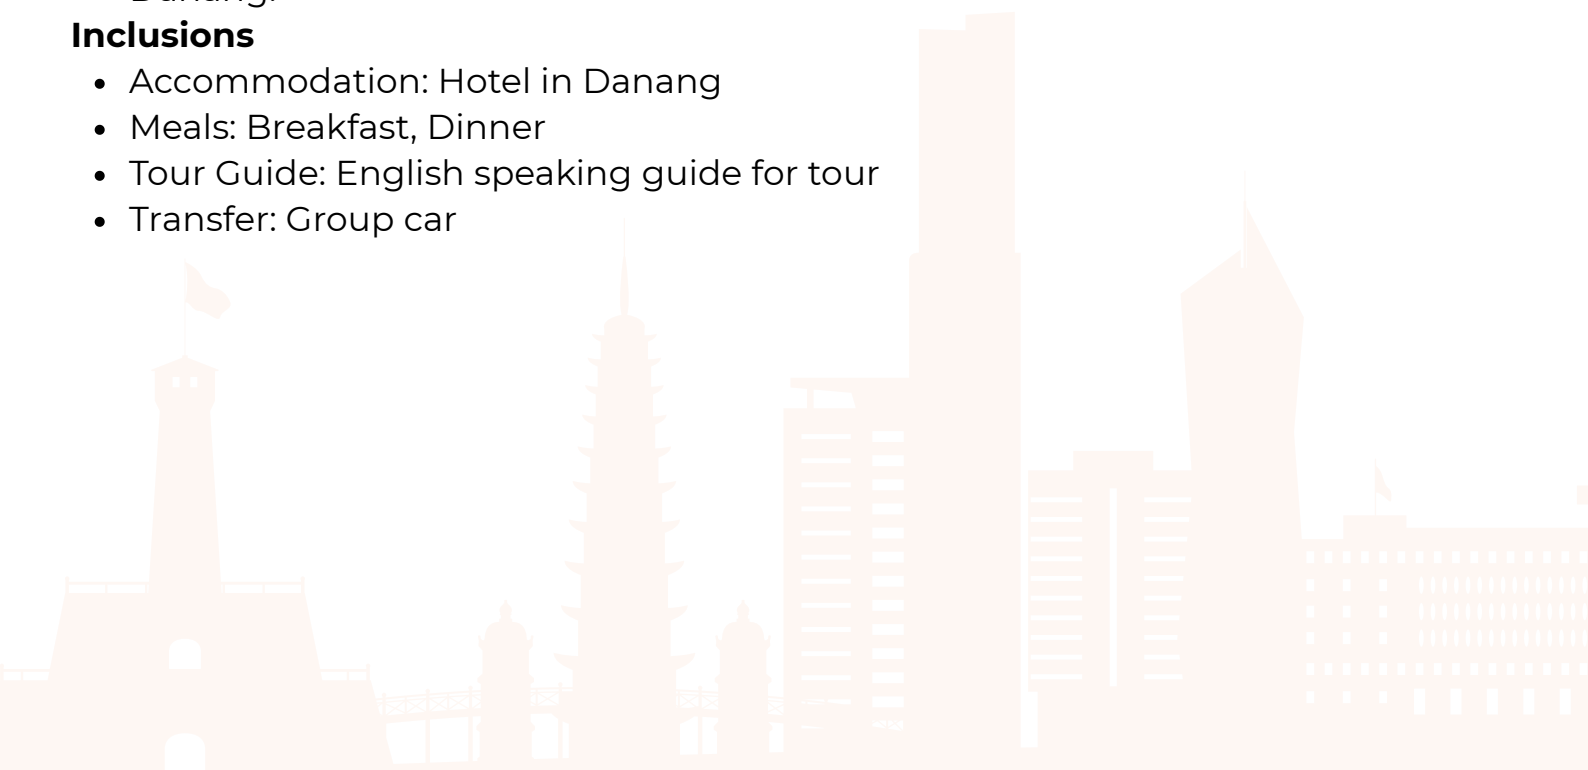 Inclusions
• Accommodation: Hotel in Danang
• Meals: Breakfast, Dinner
• Tour Guide: English speaking guide for tour
• Transfer: Group car